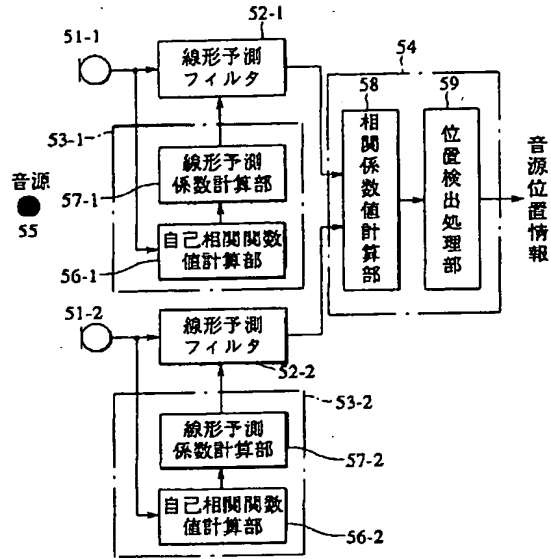 52-1
51-1
線形予測
フィルタ
54
58
59
53-1
線形予測
係数計算部
57-1
音源
55
自己相関関数
値計算部
56-1
相関係数値計算部
位置検出処理部
音源位置情報
51-2
線形予測
フィルタ
52-2
53-2
線形予測
係数計算部
57-2
自己相関関数
値計算部
56-2